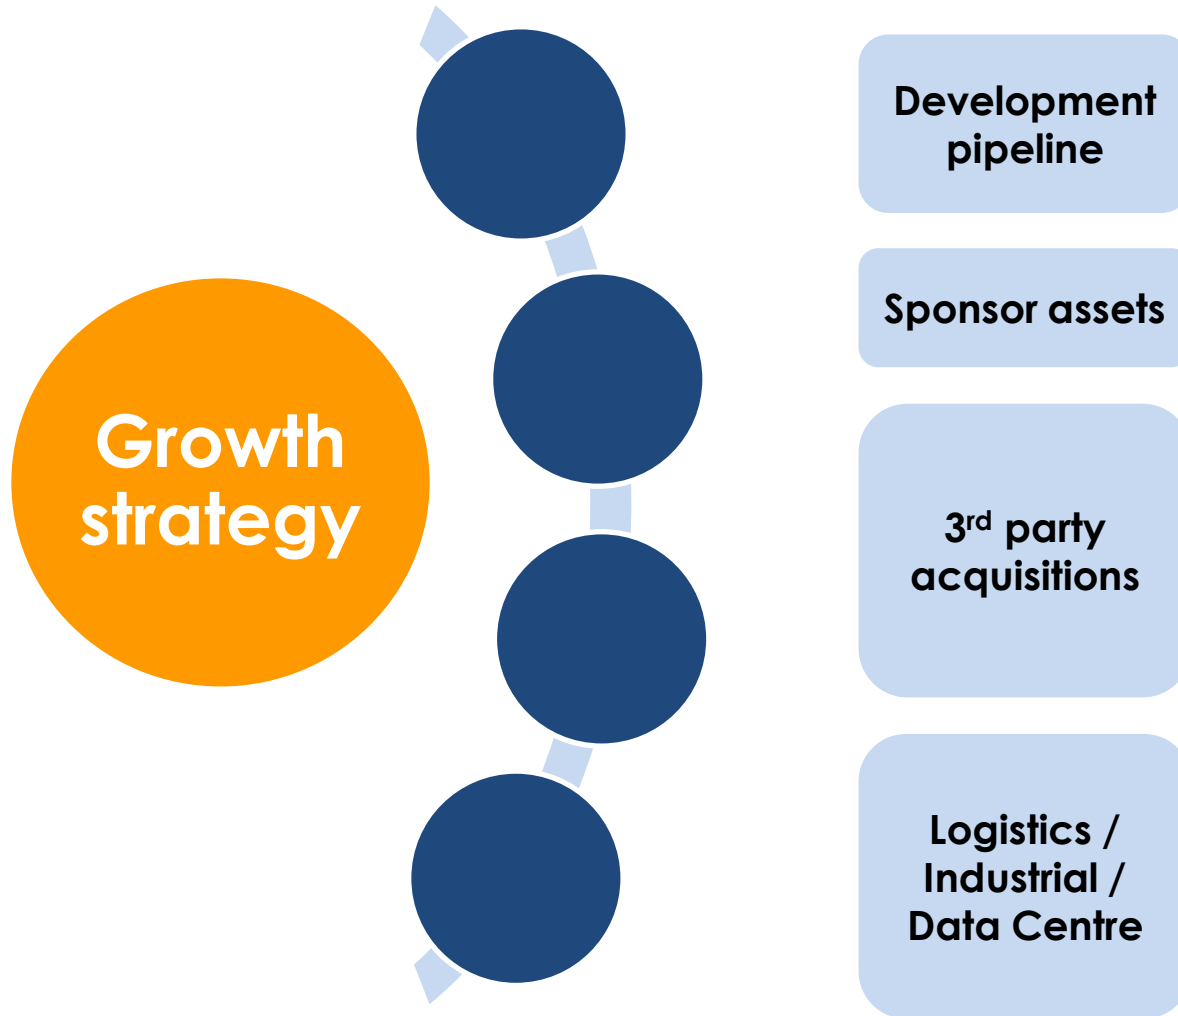 Growth
strategy
Development
pipeline
Sponsor assets
3rd party
acquisitions
Logistics /
Industrial /
Data Centre